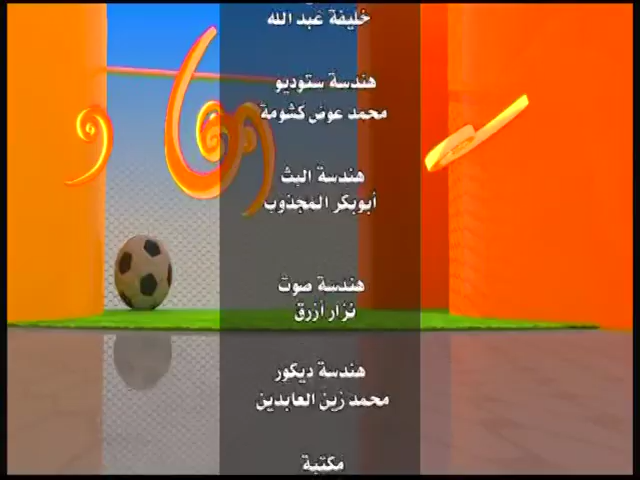 خليفة عبد الله
هندسة ستوديو
محمد عوض كشومة
هندسة البث
أبوبكر المجذوب
هندسة صوت
نزار أزرق
هندسة ديكور
محمد زين العابدين
مكتبة